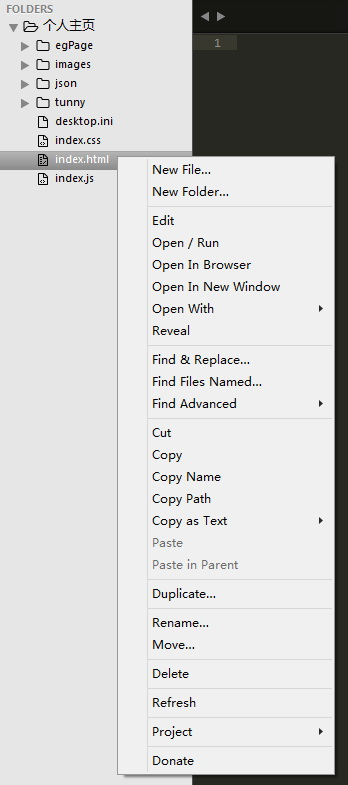 FOLDERS
个人主页
egPage
images
json
tunny
desktop.ini
index.css
index.html
index.js
1
New File...
New Folder...
Edit
Open / Run
Open In Browser
Open In New Window
Open With
Reveal
Find & Replace...
Find Files Named...
Find Advanced
Cut
Copy
Copy Name
Copy Path
Copy as Text
Paste
Paste in Parent
Duplicate...
Rename...
Move...
Delete
Refresh
Project
Donate